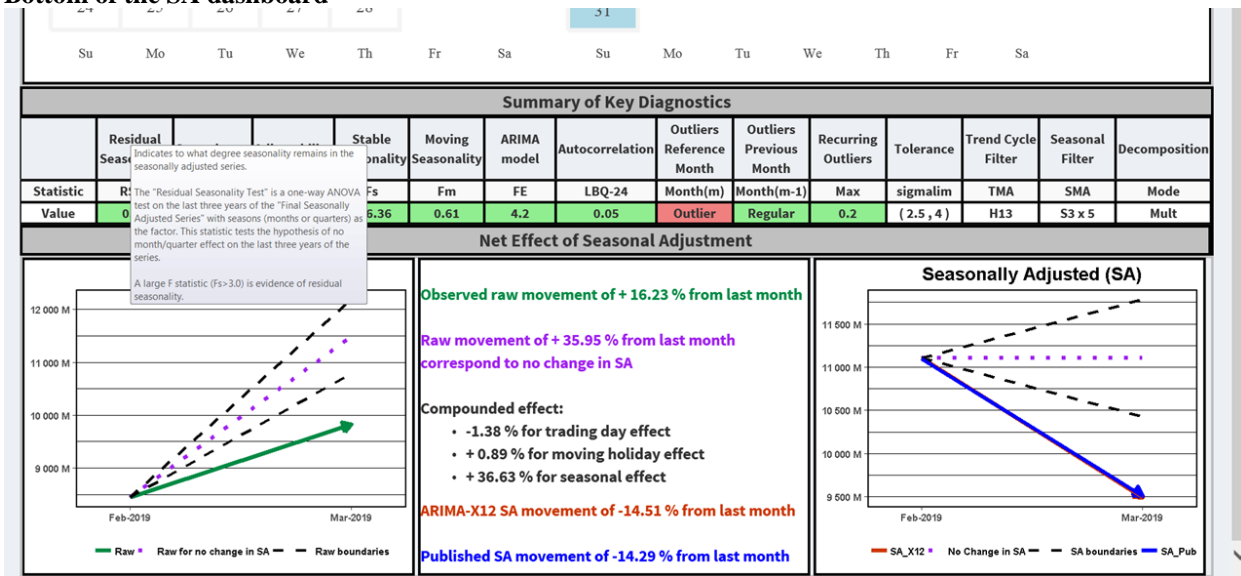 Bottom of the SA dashboard
24 25 26 27 28 31
Su Mo Tu We Th Fr Sa Su Mo Tu We Th Fr Sa
Summary of Key Diagnostics
Residual Stable Moving ARIMA Autocorrelation Outliers Reference Month Outliers Previous Month Recurring Outliers Tolerance Trend Cycle Filter Seasonal Filter Decomposition
Seasonality model
Statistic Fs Fm FE LBQ-24 Month(m) Month(m-1) Max sigmalim TMA SMA Mode
Value 6.36 0.61 4.2 0.05 Outlier Regular 0.2 ( 2.5 , 4 ) H13 S3 x 5 Mult
Indicates to what degree seasonality remains in the
seasonally adjusted series.
The "Residual Seasonality Test" is a one-way ANOVA
test on the last three years of the "Final Seasonally
Adjusted Series" with seasons (months or quarters) as
the factor. This statistic tests the hypothesis of no
month/quarter effect on the last three years of the
series.
A large F statistic (Fs>3.0) is evidence of residual
seasonality.
Net Effect of Seasonal Adjustment
12 000 M
11 000 M
10 000 M
9 000 M
Feb-2019 Mar-2019
Raw Raw for no change in SA Raw boundaries
Observed raw movement of + 16.23 % from last month
Raw movement of + 35.95 % from last month
correspond to no change in SA
Compounded effect:
• -1.38 % for trading day effect
• + 0.89 % for moving holiday effect
• + 36.63 % for seasonal effect
ARIMA-X12 SA movement of -14.51 % from last month
Published SA movement of -14.29 % from last month
Seasonally Adjusted (SA)
11 500 M
11 000 M
10 500 M
10 000 M
9 500 M
Feb-2019 Mar-2019
SA_X12 No Change in SA SA boundaries SA_Pub